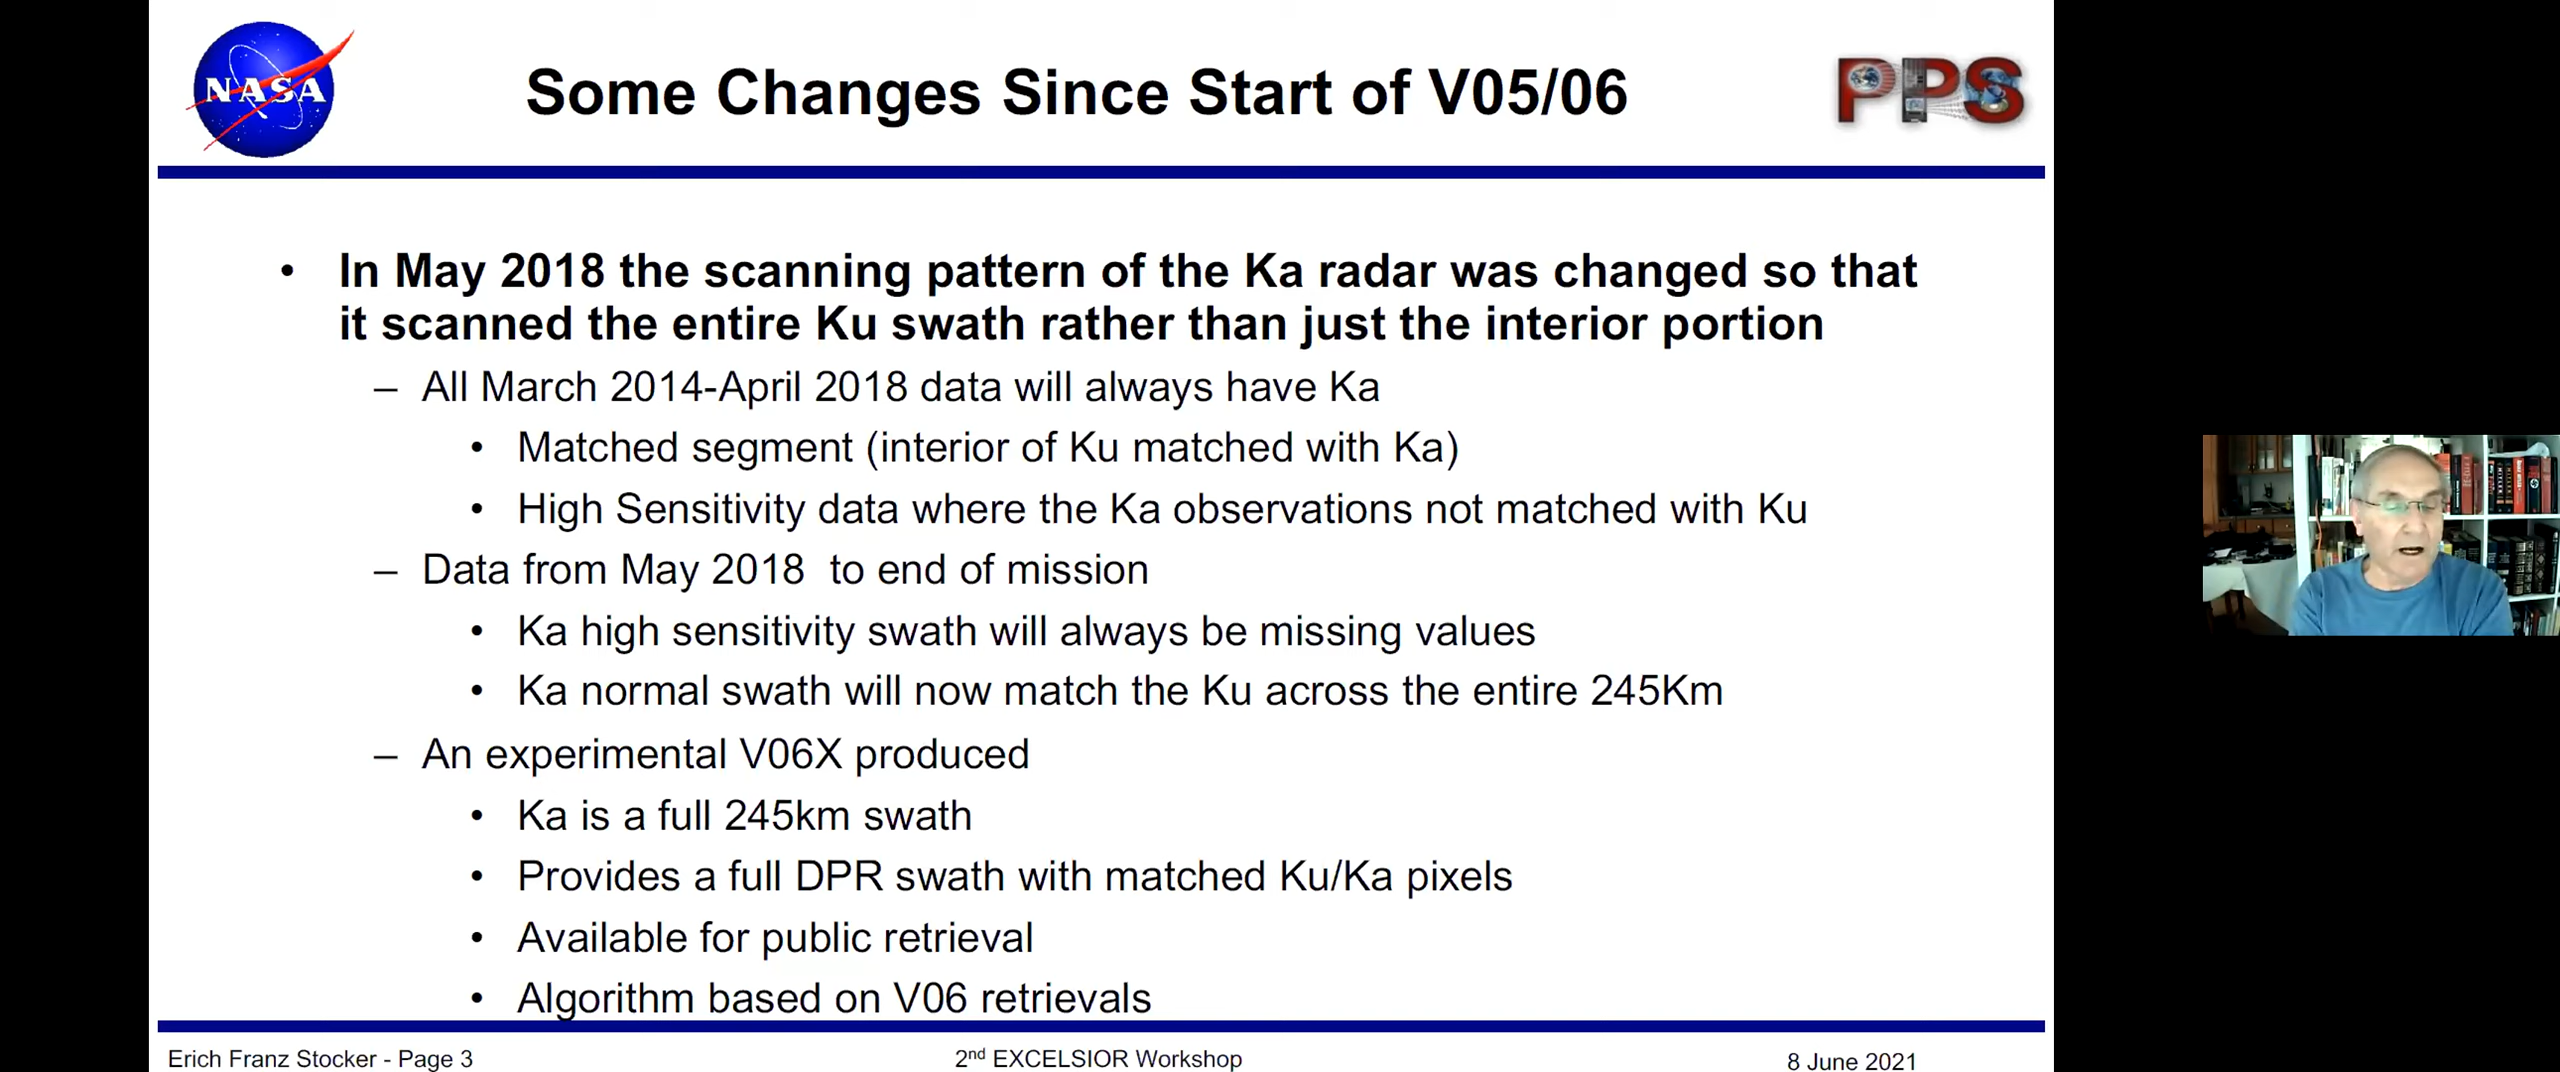 NASA
Some Changes Since Start of V05/06
PPS
• In May 2018 the scanning pattern of the Ka radar was changed so that
it scanned the entire Ku swath rather than just the interior portion
– All March 2014-April 2018 data will always have Ka
• Matched segment (interior of Ku matched with Ka)
• High Sensitivity data where the Ka observations not matched with Ku
– Data from May 2018 to end of mission
• Ka high sensitivity swath will always be missing values
• Ka normal swath will now match the Ku across the entire 245Km
– An experimental V06X produced
• Ka is a full 245km swath
• Provides a full DPR swath with matched Ku/Ka pixels
• Available for public retrieval
• Algorithm based on V06 retrievals
Erich Franz Stocker - Page 3
2nd EXCELSIOR Workshop
8 June 2021